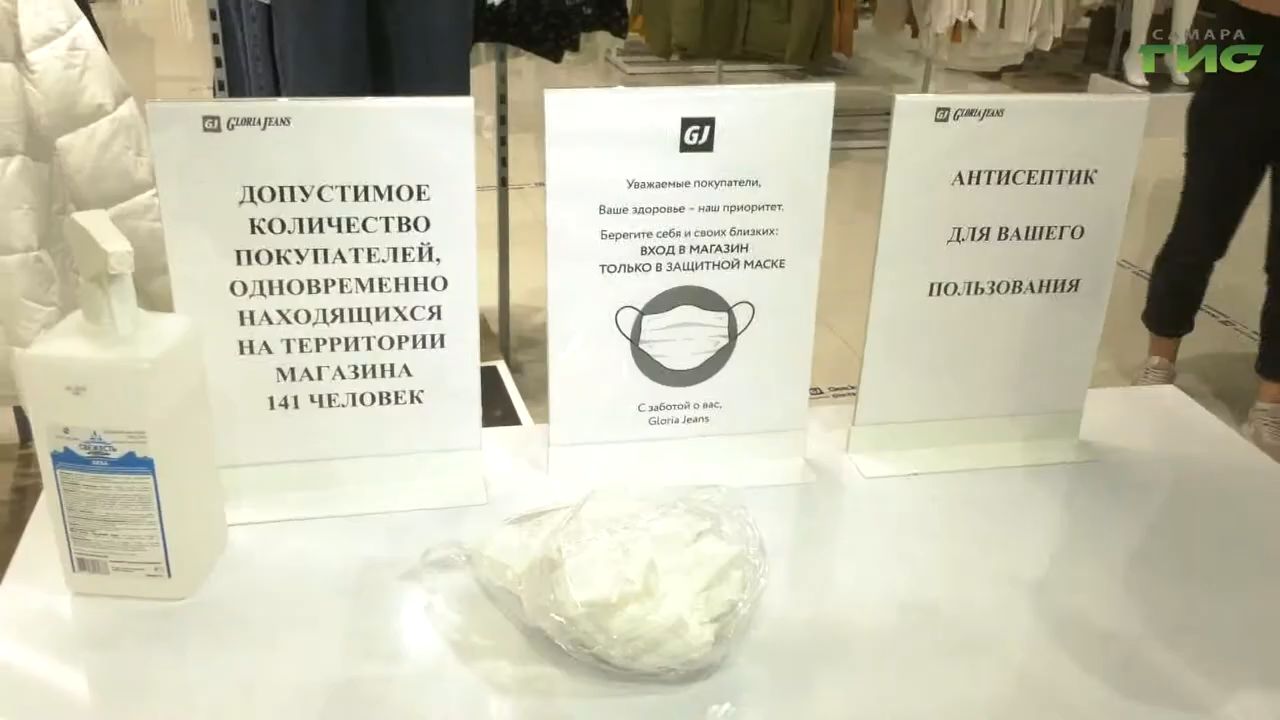 САМАРА
ГИС
GJ GLORIA JEANS
ДОПУСТИМОЕ
КОЛИЧЕСТВО
ПОКУПАТЕЛЕЙ,
ОДНОВРЕМЕННО
НАХОДЯЩИХСЯ
НА ТЕРРИТОРИИ
МАГАЗИНА
141 ЧЕЛОВЕК
GJ
Уважаемые покупатели,
Ваше здоровье – наш приоритет.
Берегите себя и своих близких:
ВХОД В МАГАЗИН
ТОЛЬКО В ЗАЩИТНОЙ МАСКЕ
С заботой о вас,
Gloria Jeans
GJ GLORIA JEANS
АНТИСЕПТИК
ДЛЯ ВАШЕГО
ПОЛЬЗОВАНИЯ
СВЕЖЕСТЬ